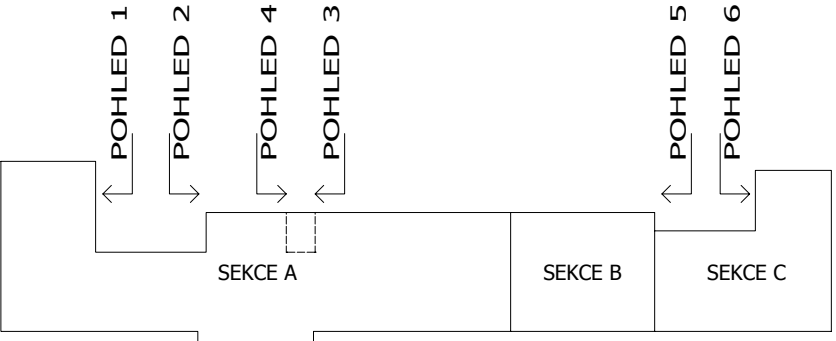 POHLED 1
POHLED 2
POHLED 4
POHLED 3
POHLED 5
POHLED 6
SEKCE A
SEKCE B
SEKCE C